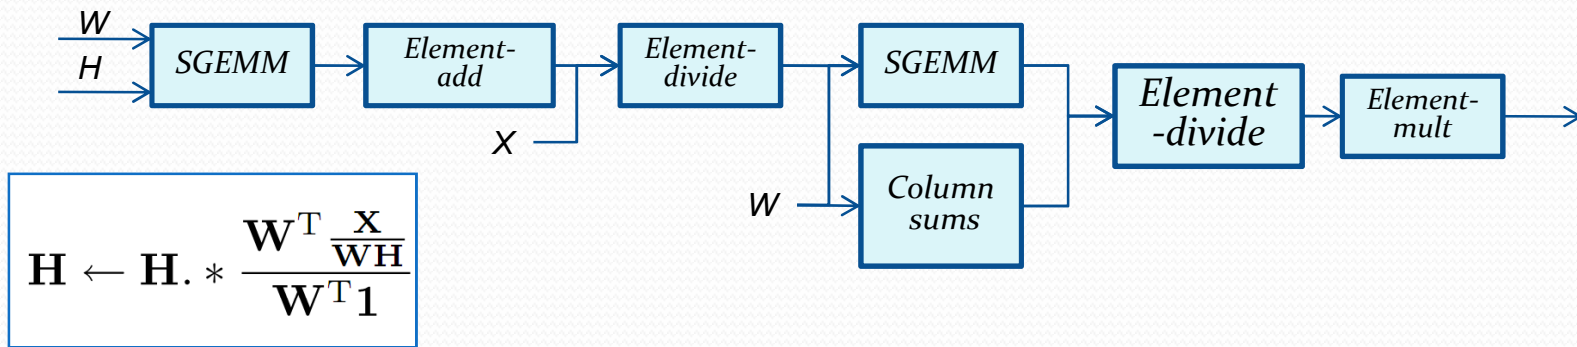 W
H
SGEMM
Element-
add
X
Element-
divide
SGEMM
W
Column
sums
Element
-divide
Element-
mult
H ← H. * W^T X/WH / W^T 1